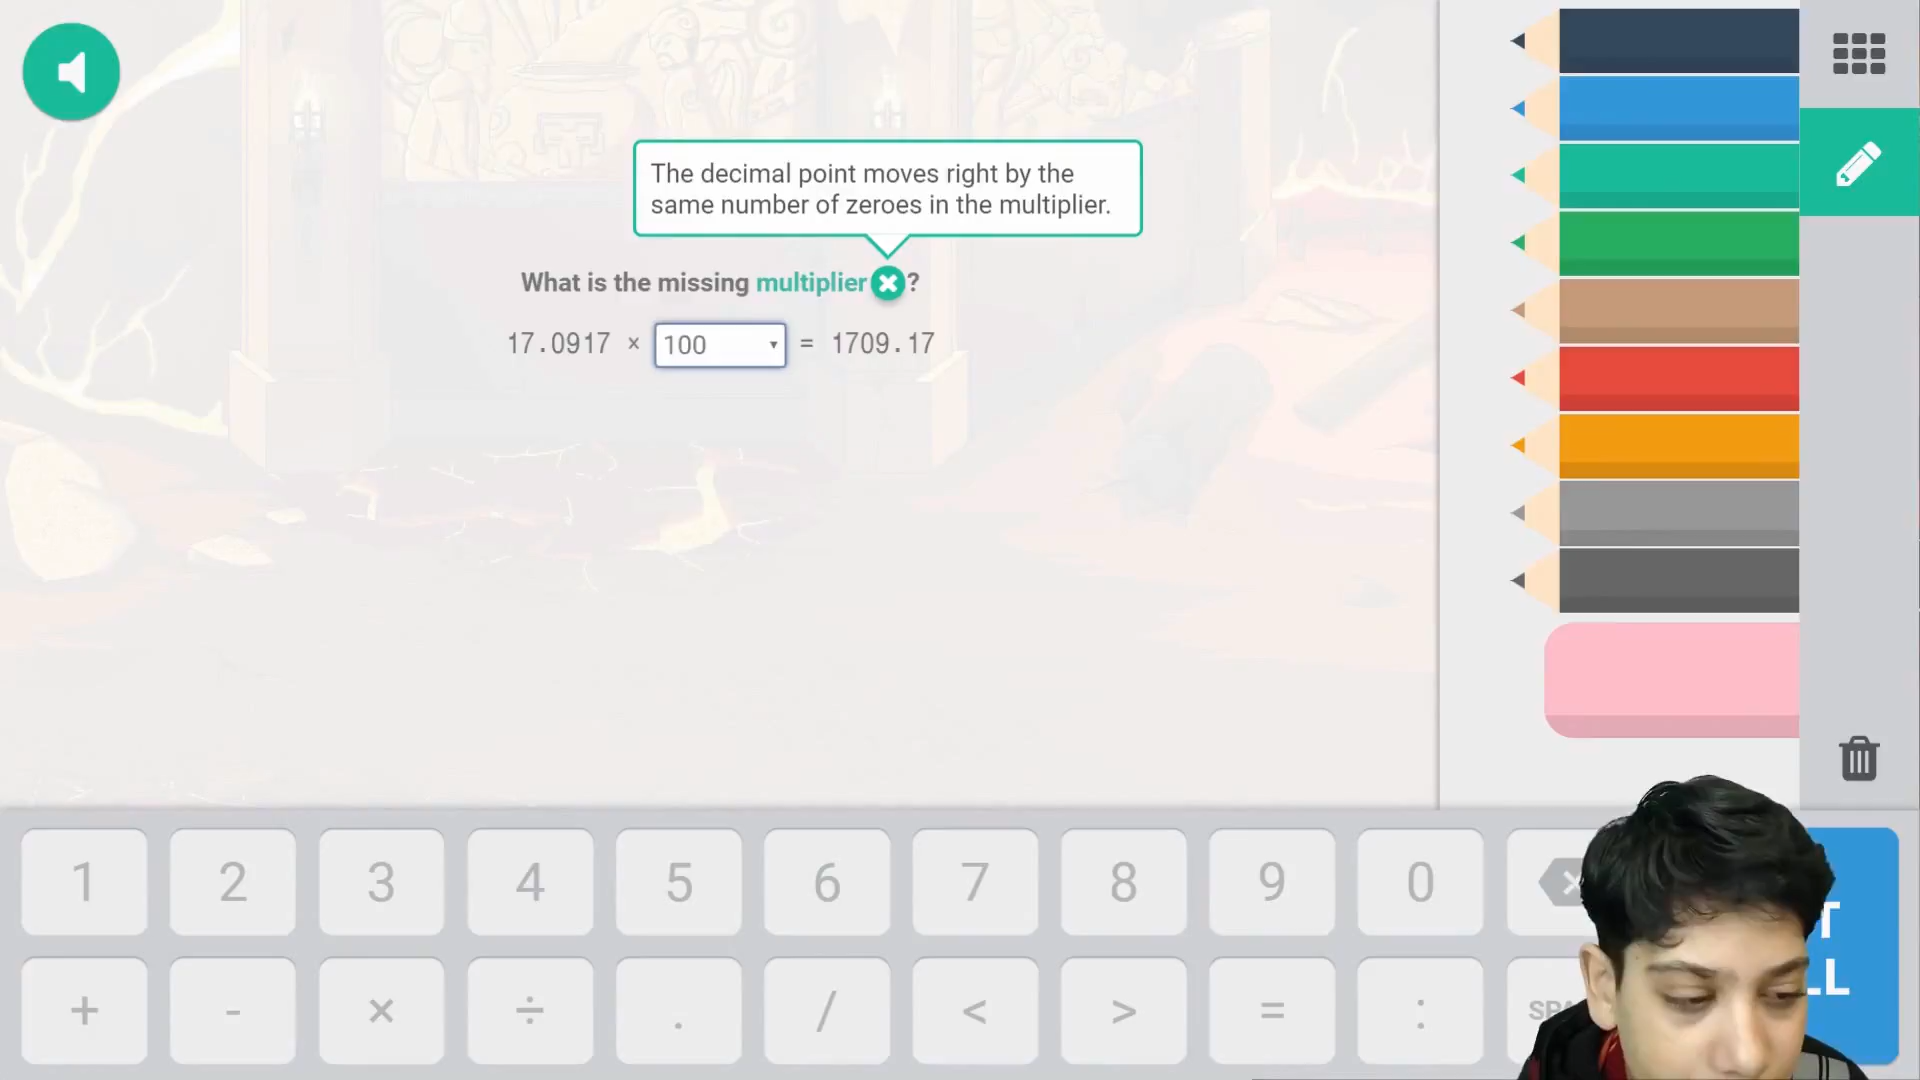 The decimal point moves right by the
same number of zeroes in the multiplier.
What is the missing multiplier ?
17.0917 × 100 = 1709.17
1 2 3 4 5 6 7 8 9 0
+ - × ÷ . / < > = :